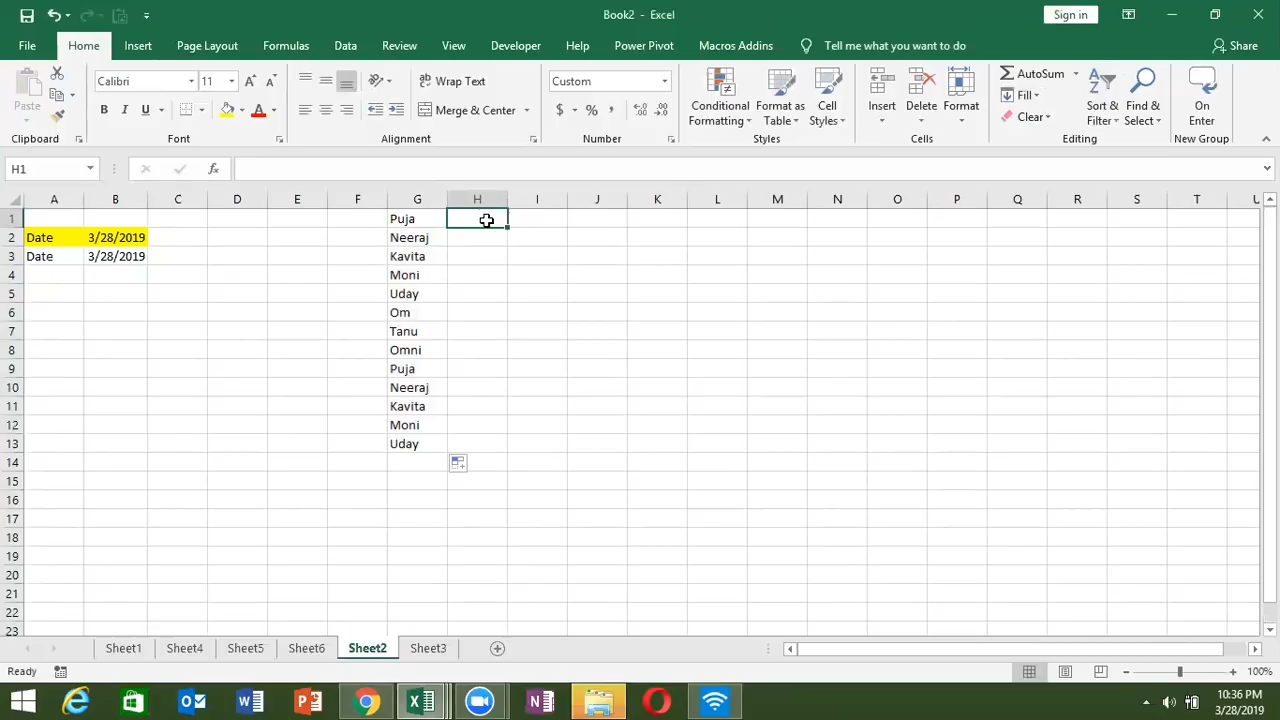 Book2 - Excel
Sign in
File Home Insert Page Layout Formulas Data Review View Developer Help Power Pivot Macros Addins Tell me what you want to do Share
Paste
Clipboard
Calibri 11
B I U
Font
Wrap Text
Merge & Center
Alignment
Custom
$ % ,
Number
Conditional Formatting
Format as Table
Cell Styles
Styles
Insert
Delete
Format
Cells
AutoSum
Fill
Clear
Sort & Filter
Find & Select
Editing
On Enter
New Group
H1
fx
A B C D E F G H I J K L M N O P Q R S T U
1 Puja
2 Date 3/28/2019 Neeraj
3 Date 3/28/2019 Kavita
4 Moni
5 Uday
6 Om
7 Tanu
8 Omni
9 Puja
10 Neeraj
11 Kavita
12 Moni
13 Uday
14
15
16
17
18
19
20
21
22
23
Sheet1 Sheet4 Sheet5 Sheet6 Sheet2 Sheet3
Ready
100%
10:36 PM
3/28/2019